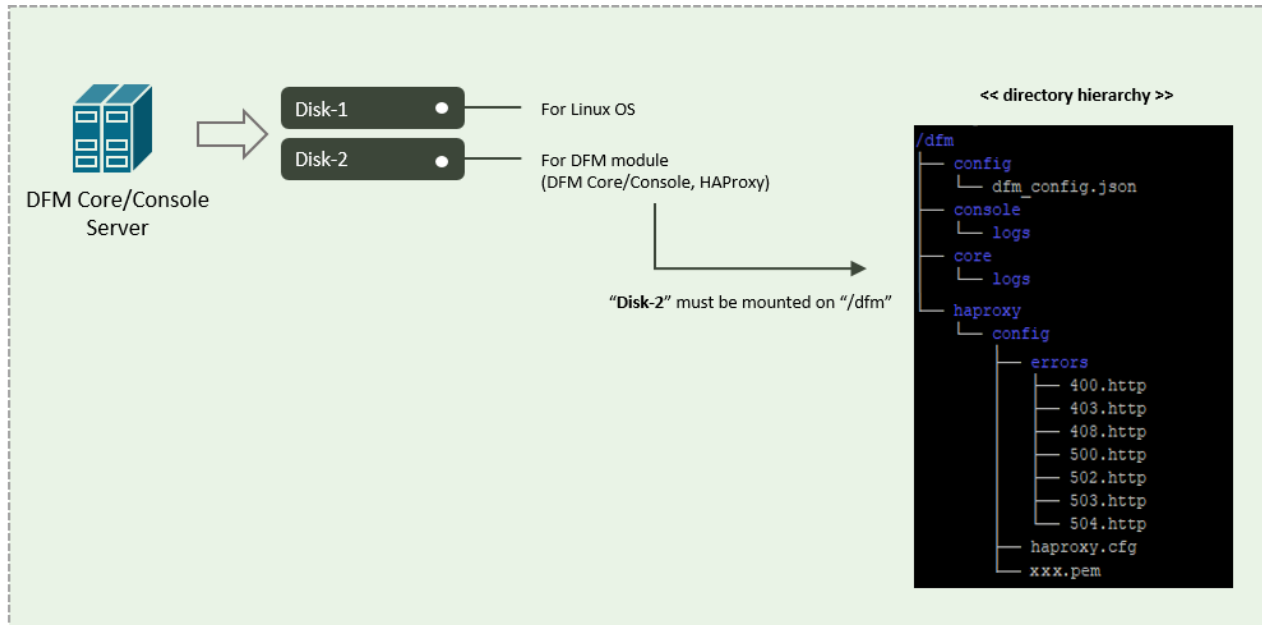 DFM Core/Console
Server
Disk-1
Disk-2
For Linux OS
For DFM module
(DFM Core/Console, HAProxy)
“Disk-2” must be mounted on “/dfm”
<< directory hierarchy >>
/dfm
├── config
│   └── dfm_config.json
├── console
│   └── logs
├── core
│   └── logs
└── haproxy
    └── config
        ├── errors
        │   ├── 400.http
        │   ├── 403.http
        │   ├── 408.http
        │   ├── 500.http
        │   ├── 502.http
        │   ├── 503.http
        │   └── 504.http
        ├── haproxy.cfg
        └── xxx.pem